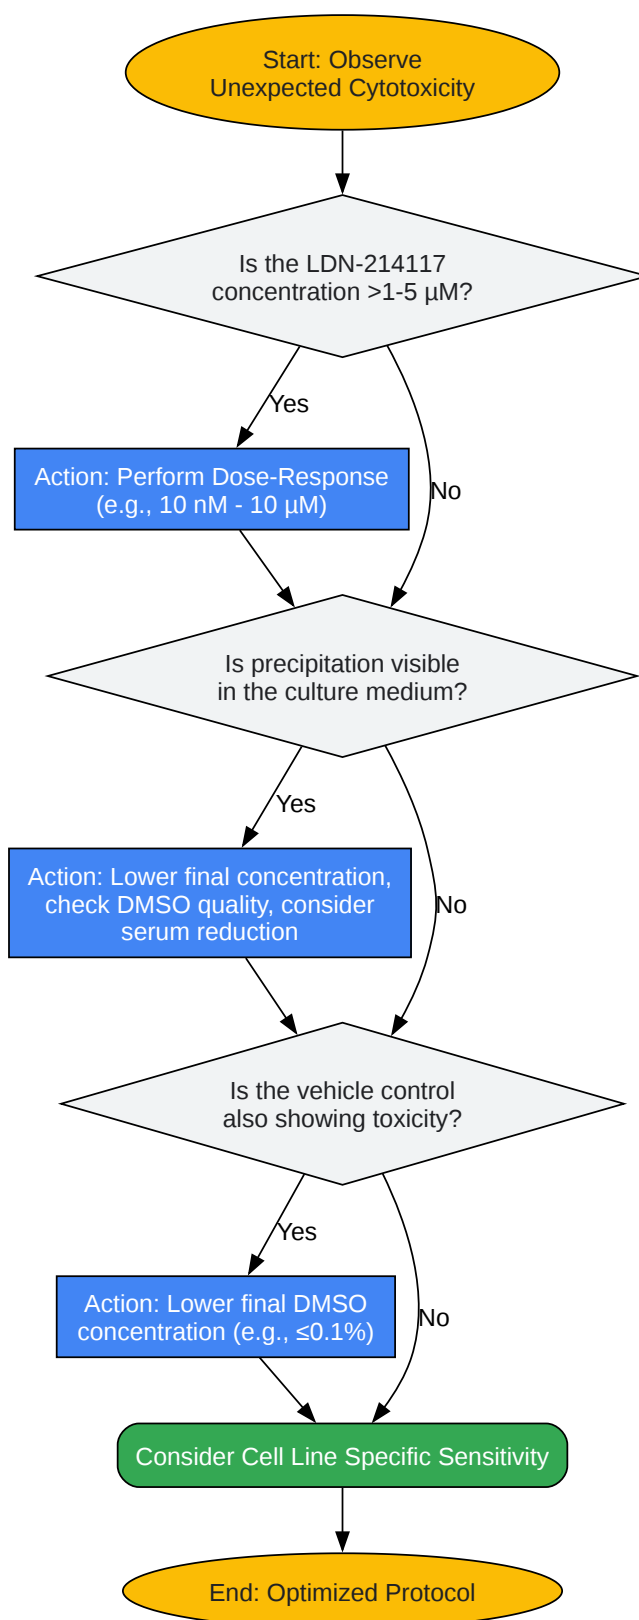 Start: Observe
Unexpected Cytotoxicity
Is the LDN-214117
concentration >1-5 µM?
Yes
Action: Perform Dose-Response
(e.g., 10 nM - 10 µM)
No
Is precipitation visible
in the culture medium?
Yes
Action: Lower final concentration,
check DMSO quality, consider
serum reduction
No
Is the vehicle control
also showing toxicity?
Yes
Action: Lower final DMSO
concentration (e.g., ≤0.1%)
No
Consider Cell Line Specific Sensitivity
End: Optimized Protocol